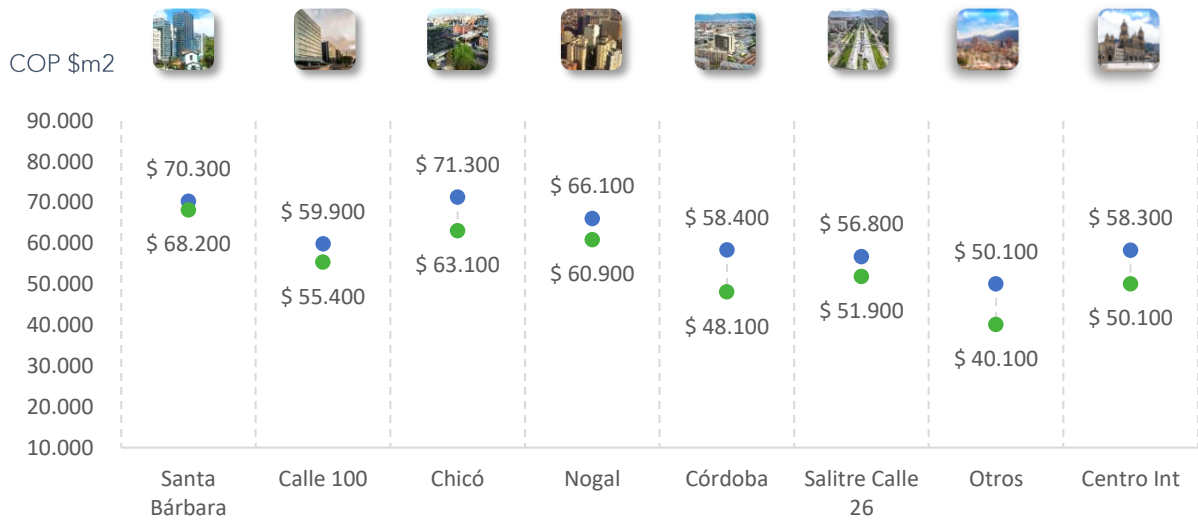 COP $m2
90.000
80.000
70.000
60.000
50.000
40.000
30.000
20.000
10.000
$ 70.300
$ 68.200
$ 59.900
$ 55.400
$ 71.300
$ 63.100
$ 66.100
$ 60.900
$ 58.400
$ 48.100
$ 56.800
$ 51.900
$ 50.100
$ 40.100
$ 58.300
$ 50.100
Santa
Bárbara
Calle 100
Chicó
Nogal
Córdoba
Salitre Calle
26
Otros
Centro Int